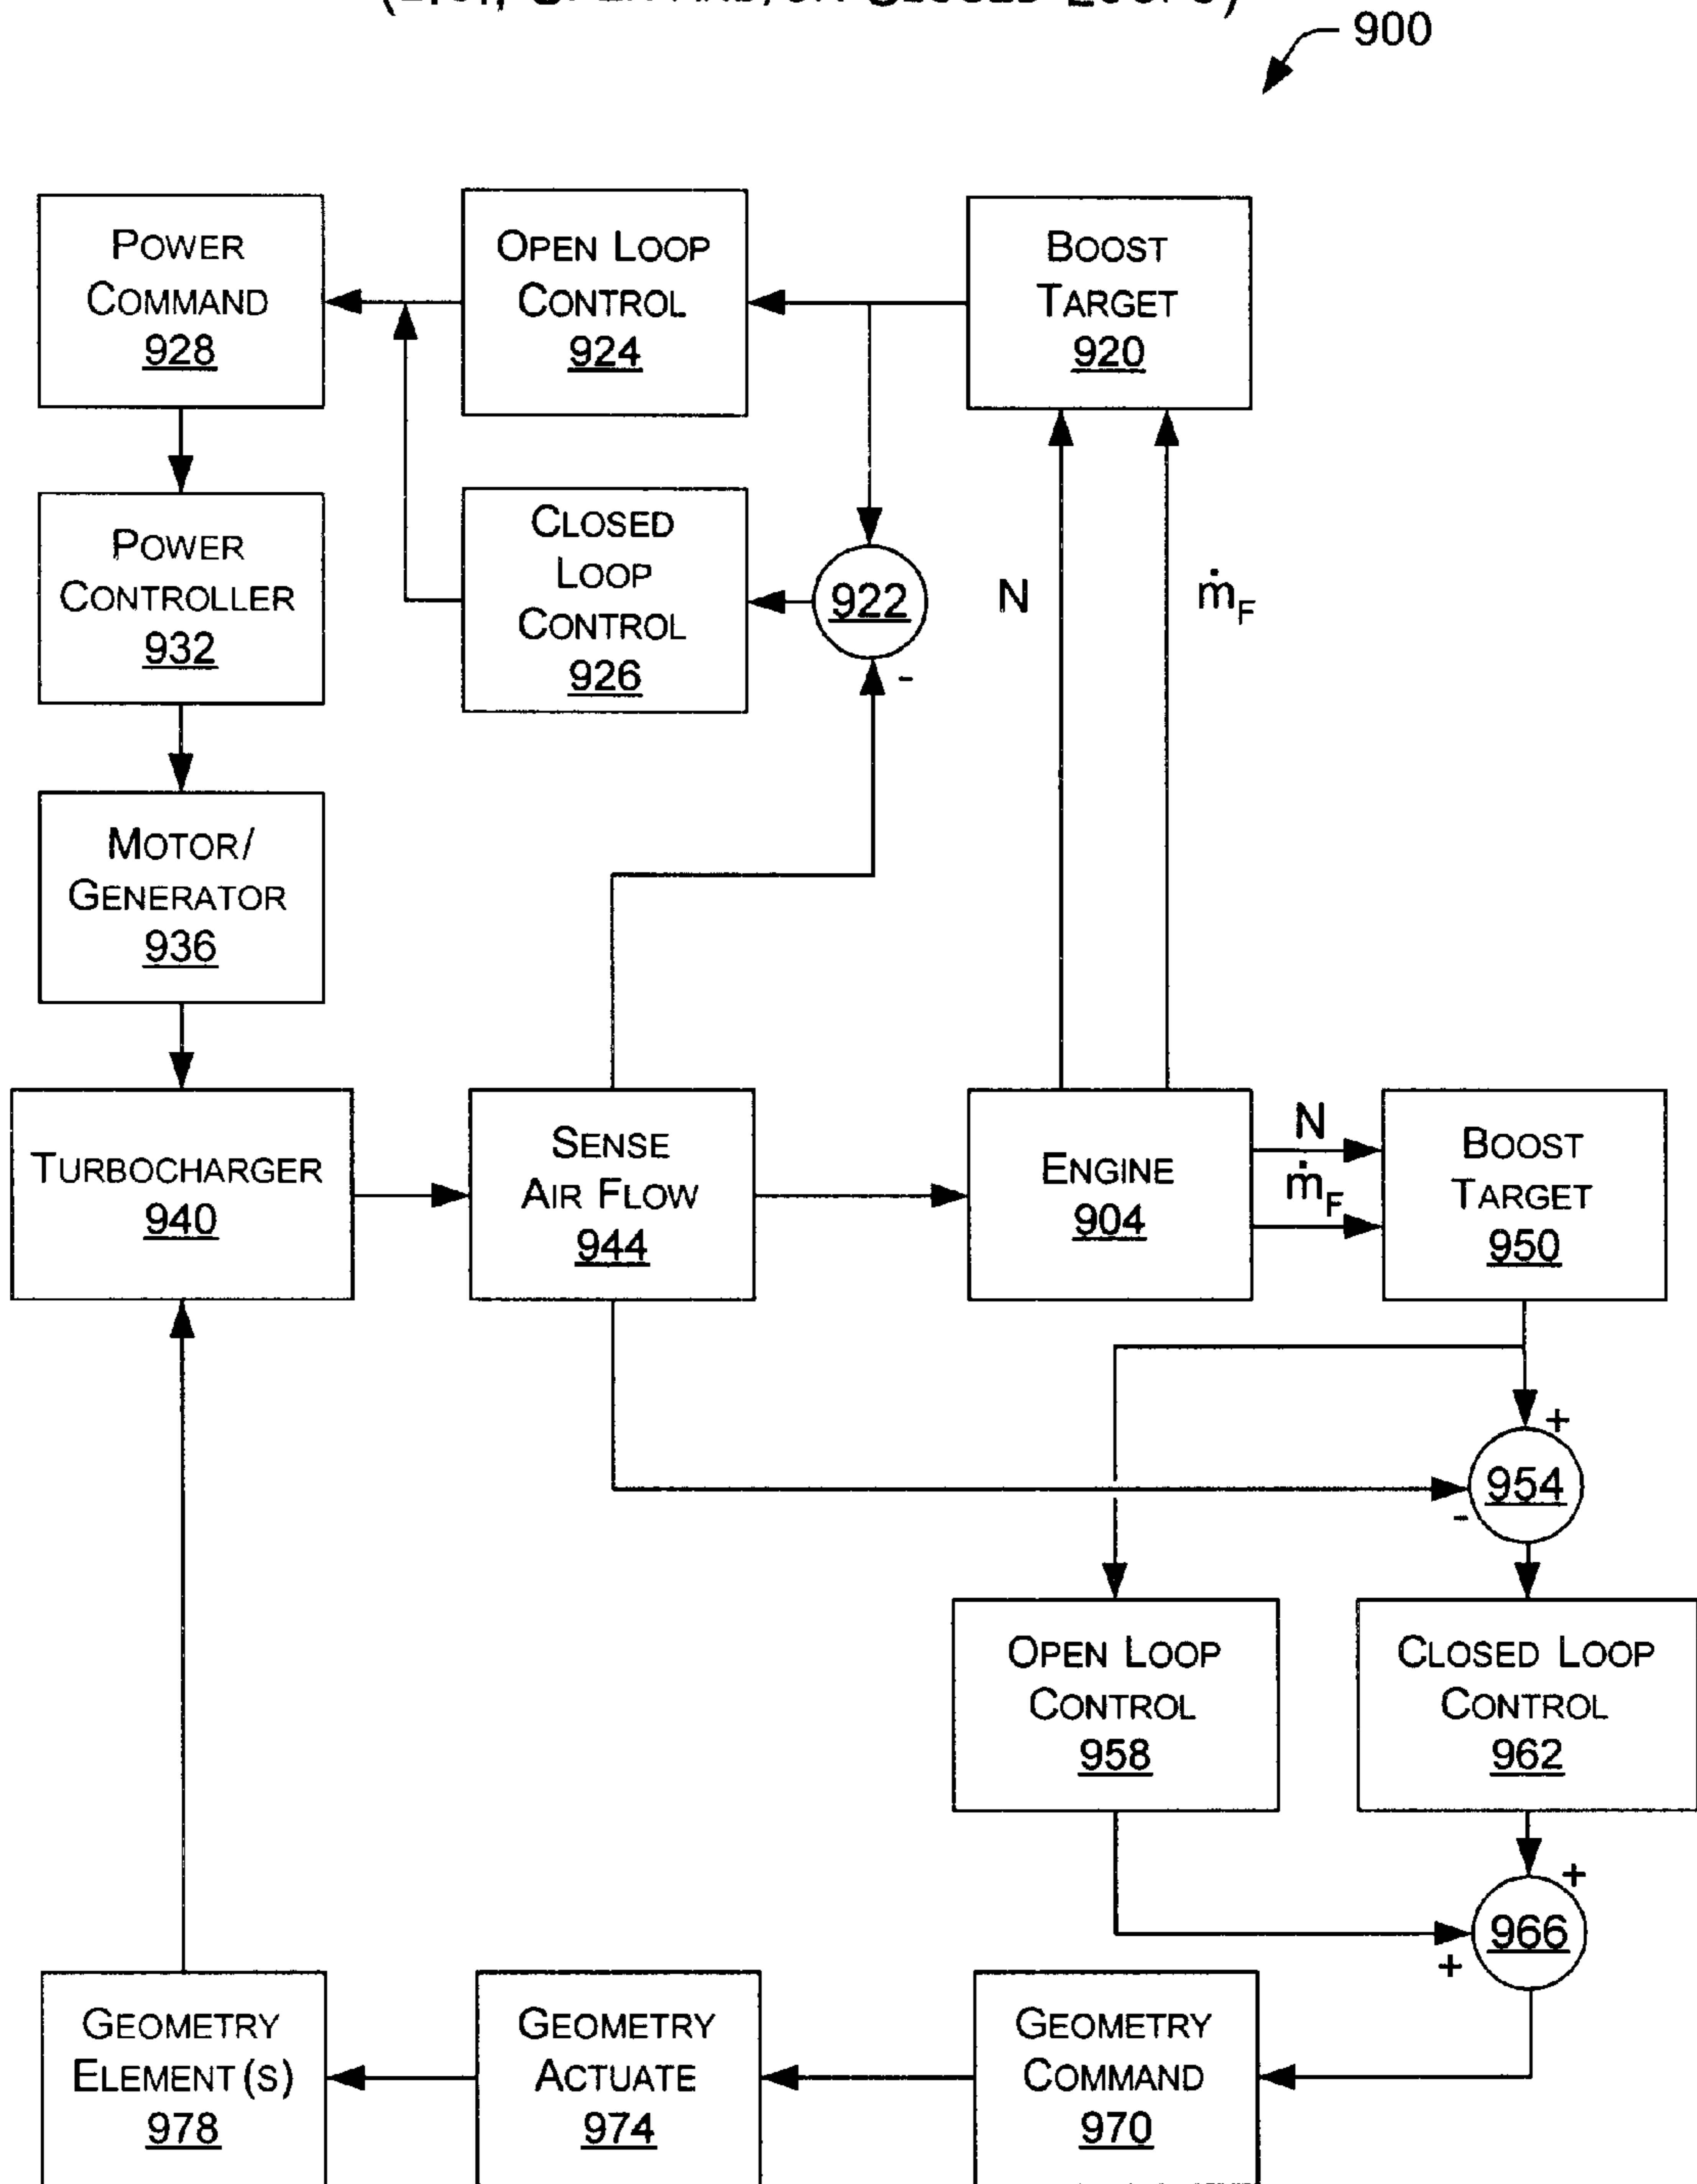 900
POWER
COMMAND
928
OPEN LOOP
CONTROL
924
BOOST
TARGET
920
POWER
CONTROLLER
932
CLOSED
LOOP
CONTROL
926
922
-
N
ṁF
MOTOR/
GENERATOR
936
TURBOCHARGER
940
SENSE
AIR FLOW
944
ENGINE
904
N
ṁF
BOOST
TARGET
950
+
954
-
OPEN LOOP
CONTROL
958
CLOSED LOOP
CONTROL
962
+
966
+
GEOMETRY
ELEMENT(S)
978
GEOMETRY
ACTUATE
974
GEOMETRY
COMMAND
970